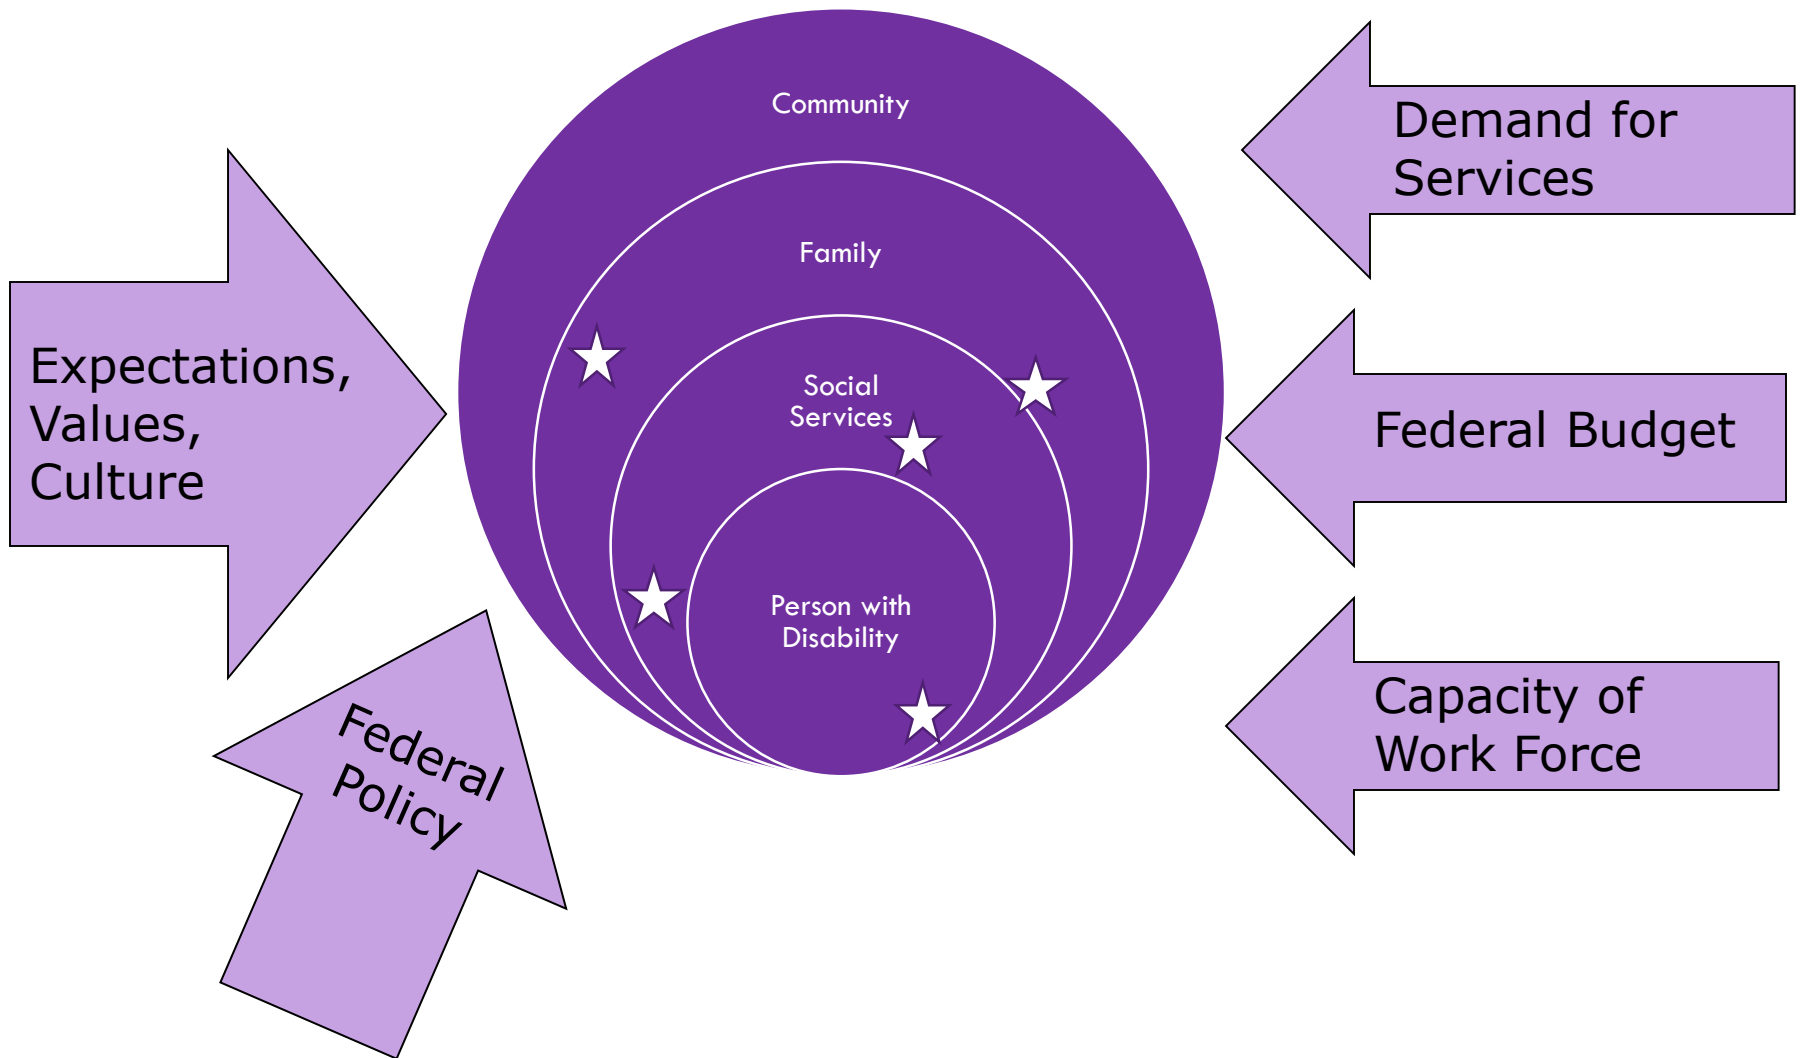 Community
Family
Social
Services
Person with
Disability
Expectations,
Values,
Culture
Federal
Policy
Demand for
Services
Federal Budget
Capacity of
Work Force